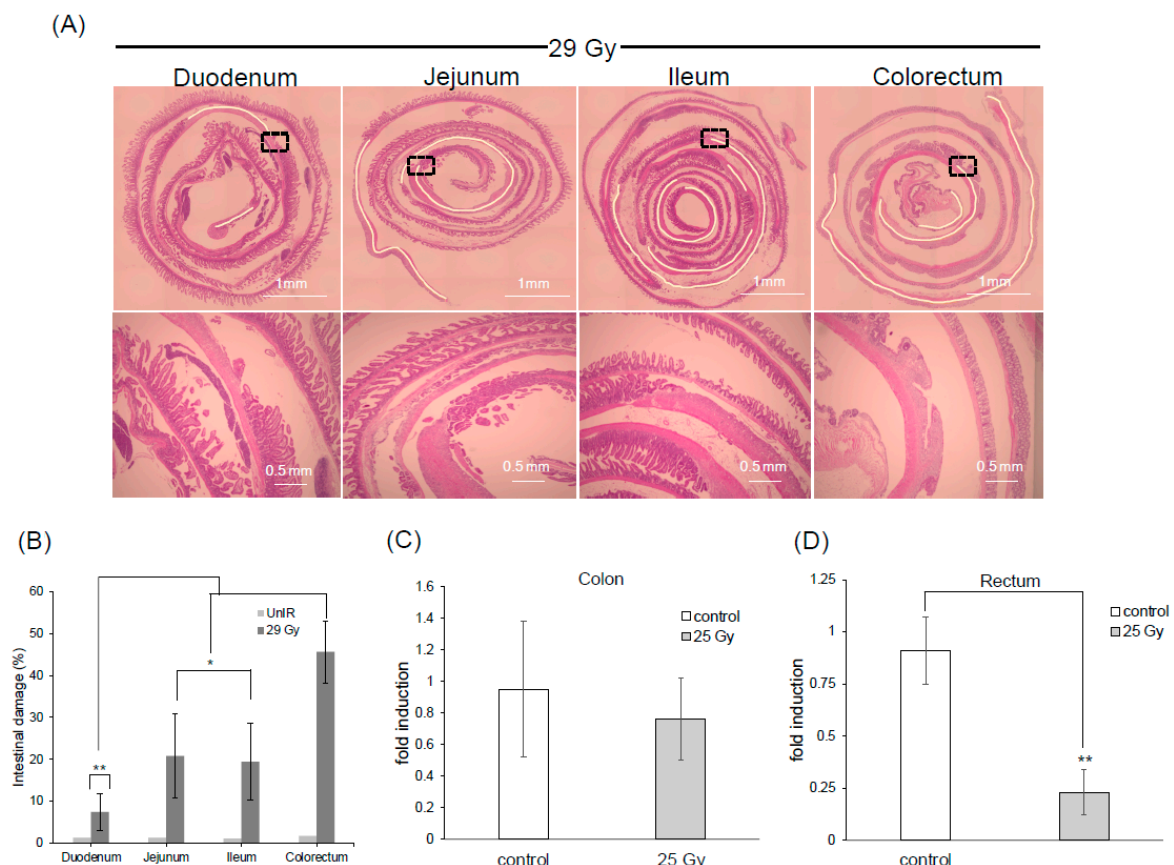 (A)
29 Gy
Duodenum Jejunum Ileum Colorectum
1mm 1mm 1mm 1mm
0.5 mm 0.5 mm 0.5 mm 0.5 mm
(B)
60
50
40
30
20
10
0
Intestinal damage (%)
UnIR
29 Gy
**
*
Duodenum Jejunum Ileum Colorectum
(C)
Colon
1.6
1.4
1.2
1
0.8
0.6
0.4
0.2
0
fold induction
control
25 Gy
control 25 Gy
(D)
Rectum
1.25
1
0.75
0.5
0.25
0
fold induction
control
25 Gy
**
control